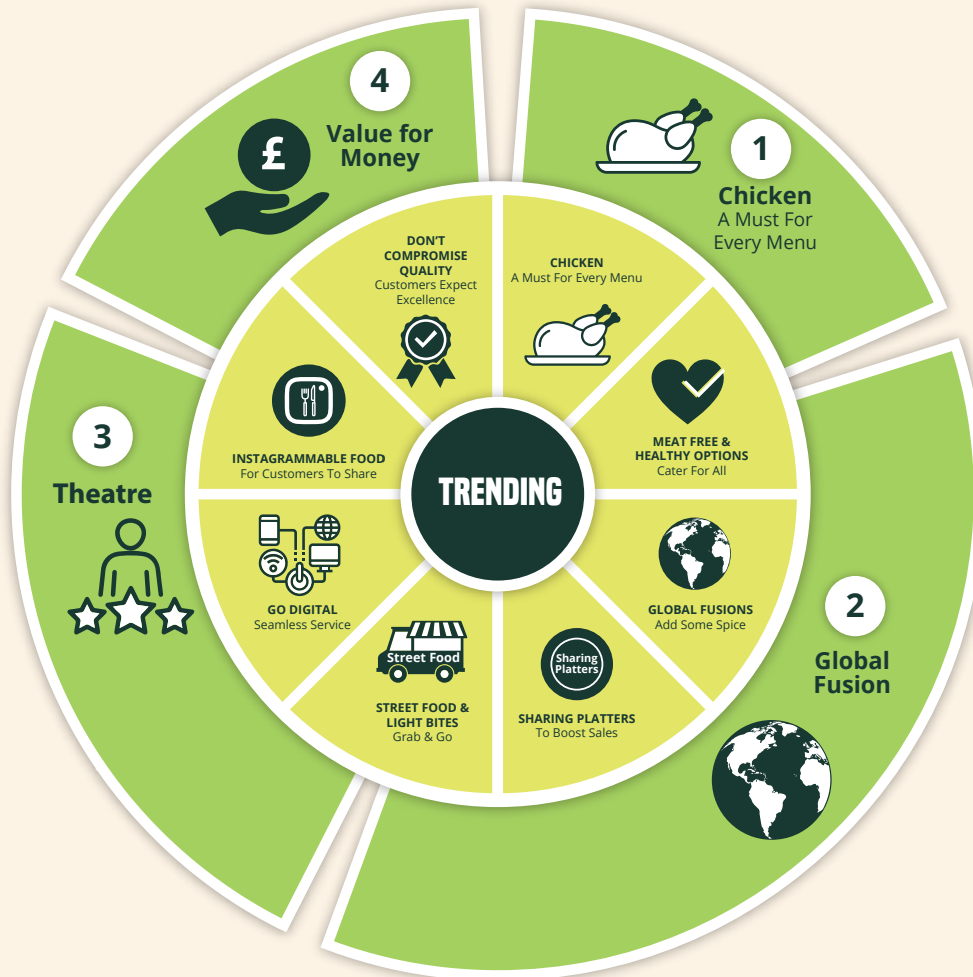 4
Value for
Money
£
1
Chicken
A Must For
Every Menu
2
Global
Fusion
3
Theatre
TRENDING
CHICKEN
A Must For Every Menu
MEAT FREE &
HEALTHY OPTIONS
Cater For All
GLOBAL FUSIONS
Add Some Spice
Sharing
Platters
SHARING PLATTERS
To Boost Sales
Street Food
STREET FOOD &
LIGHT BITES
Grab & Go
GO DIGITAL
Seamless Service
INSTAGRAMMABLE FOOD
For Customers To Share
DON'T
COMPROMISE
QUALITY
Customers Expect
Excellence